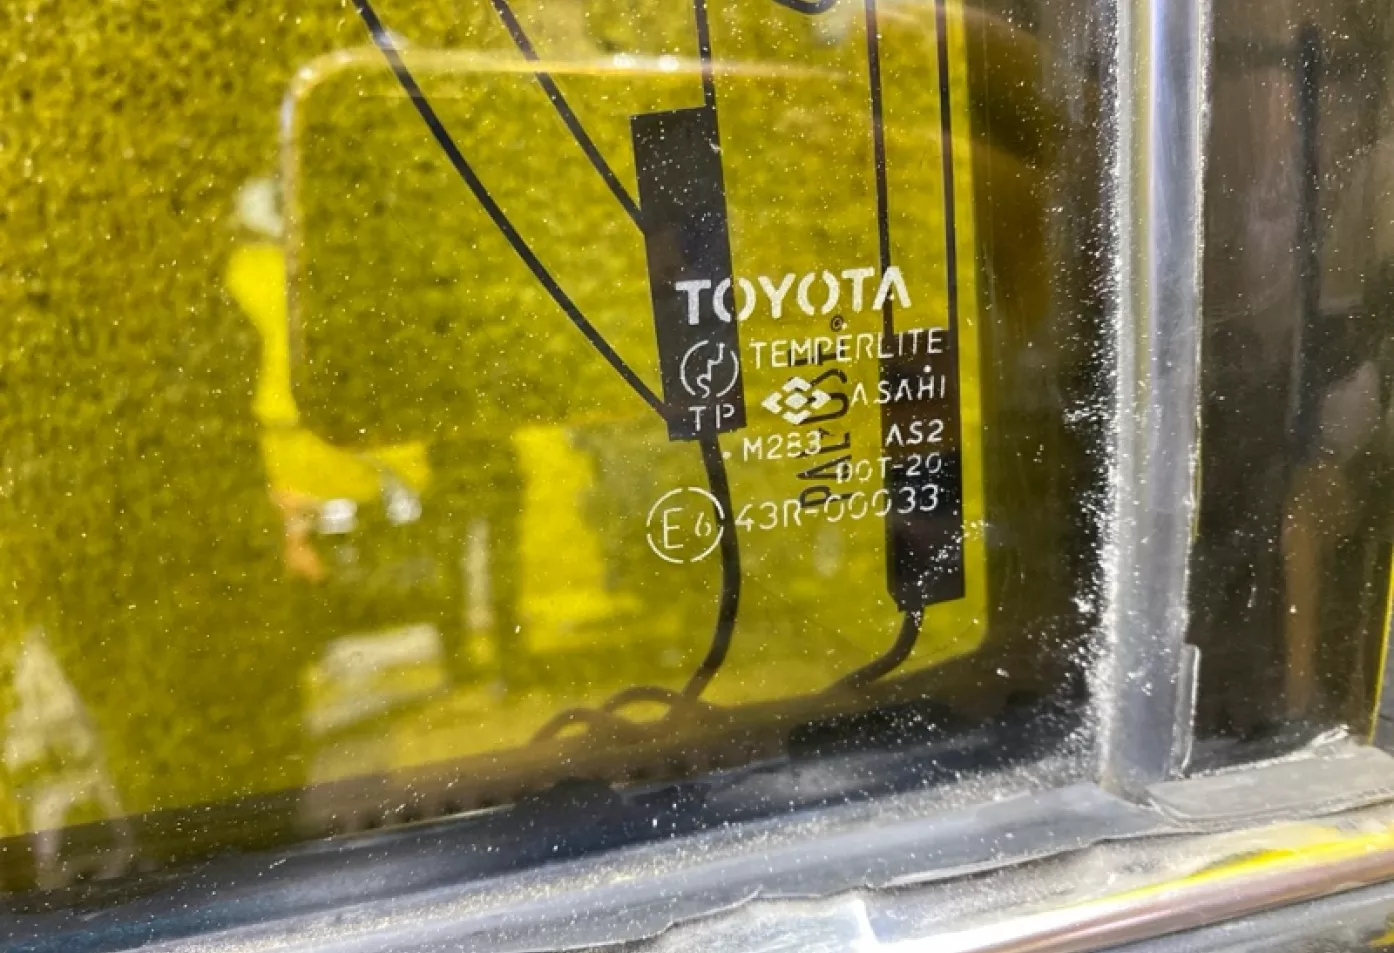 TOYOTA
TEMPERLITE®
TP ASAHI
M283 AS2
DOT-20
E6 43R-00033